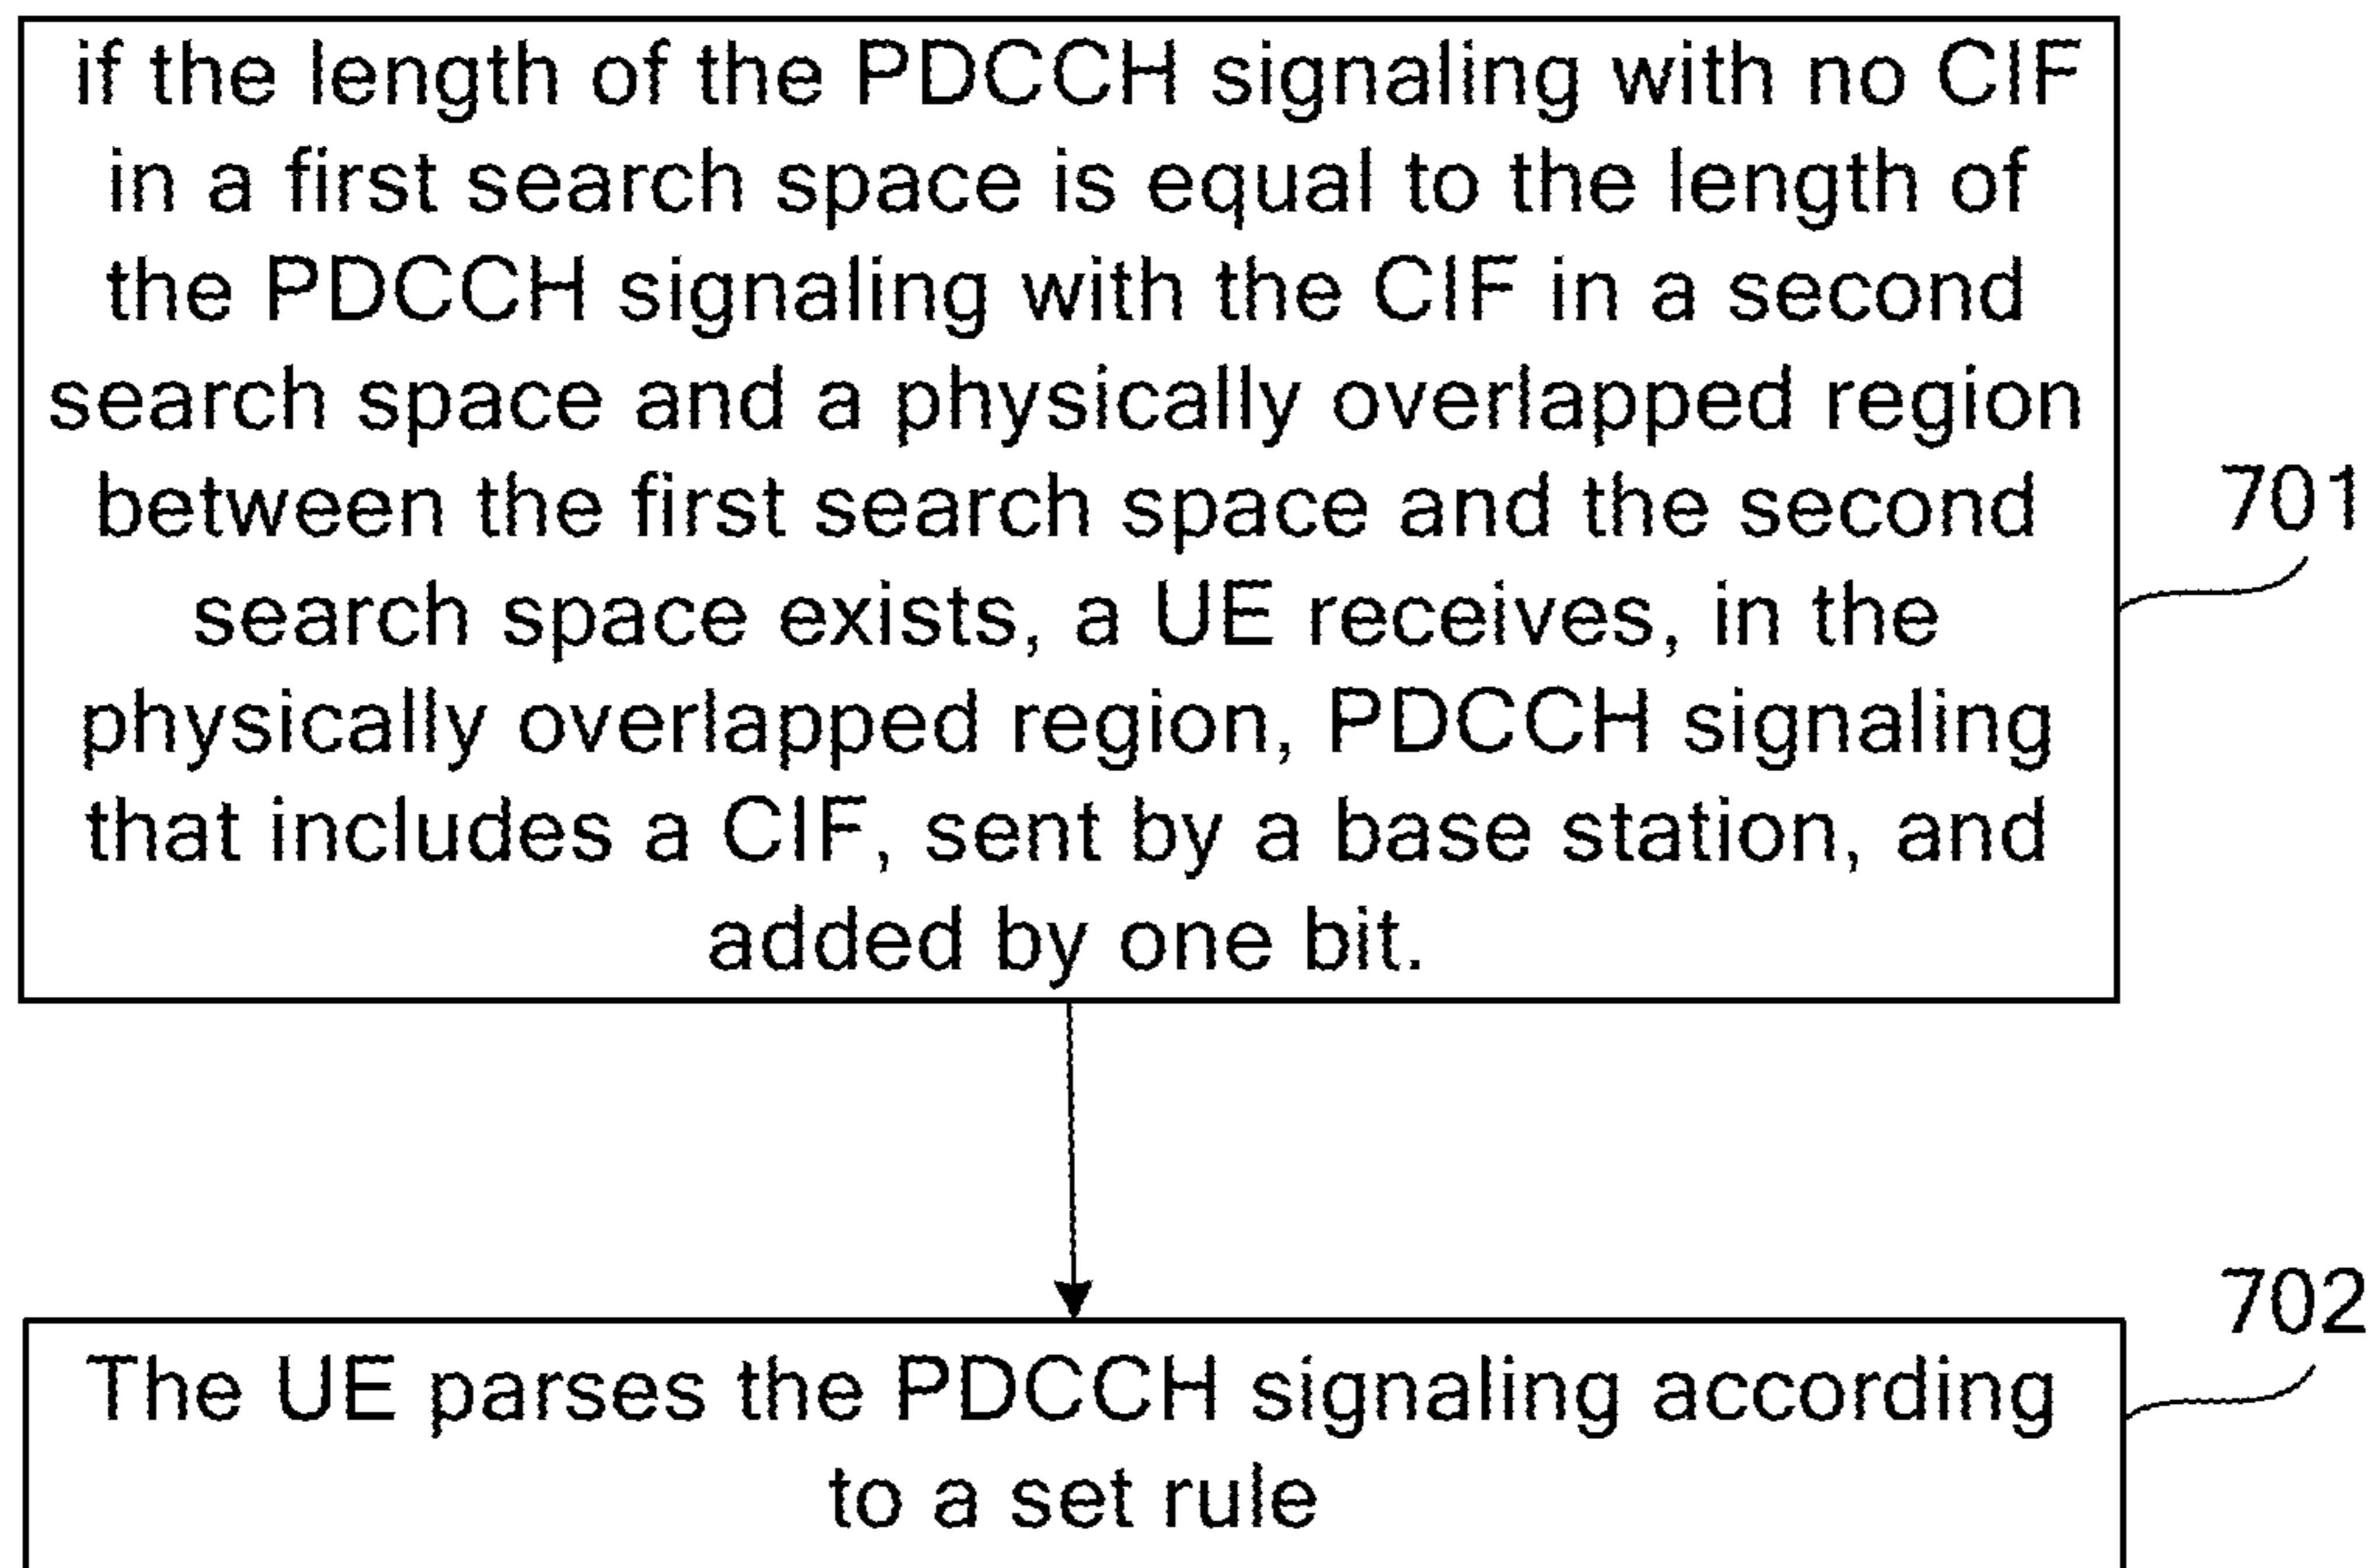 if the length of the PDCCH signaling with no CIF
in a first search space is equal to the length of
the PDCCH signaling with the CIF in a second
search space and a physically overlapped region
between the first search space and the second
search space exists, a UE receives, in the
physically overlapped region, PDCCH signaling
that includes a CIF, sent by a base station, and
added by one bit.
701
702
The UE parses the PDCCH signaling according
to a set rule